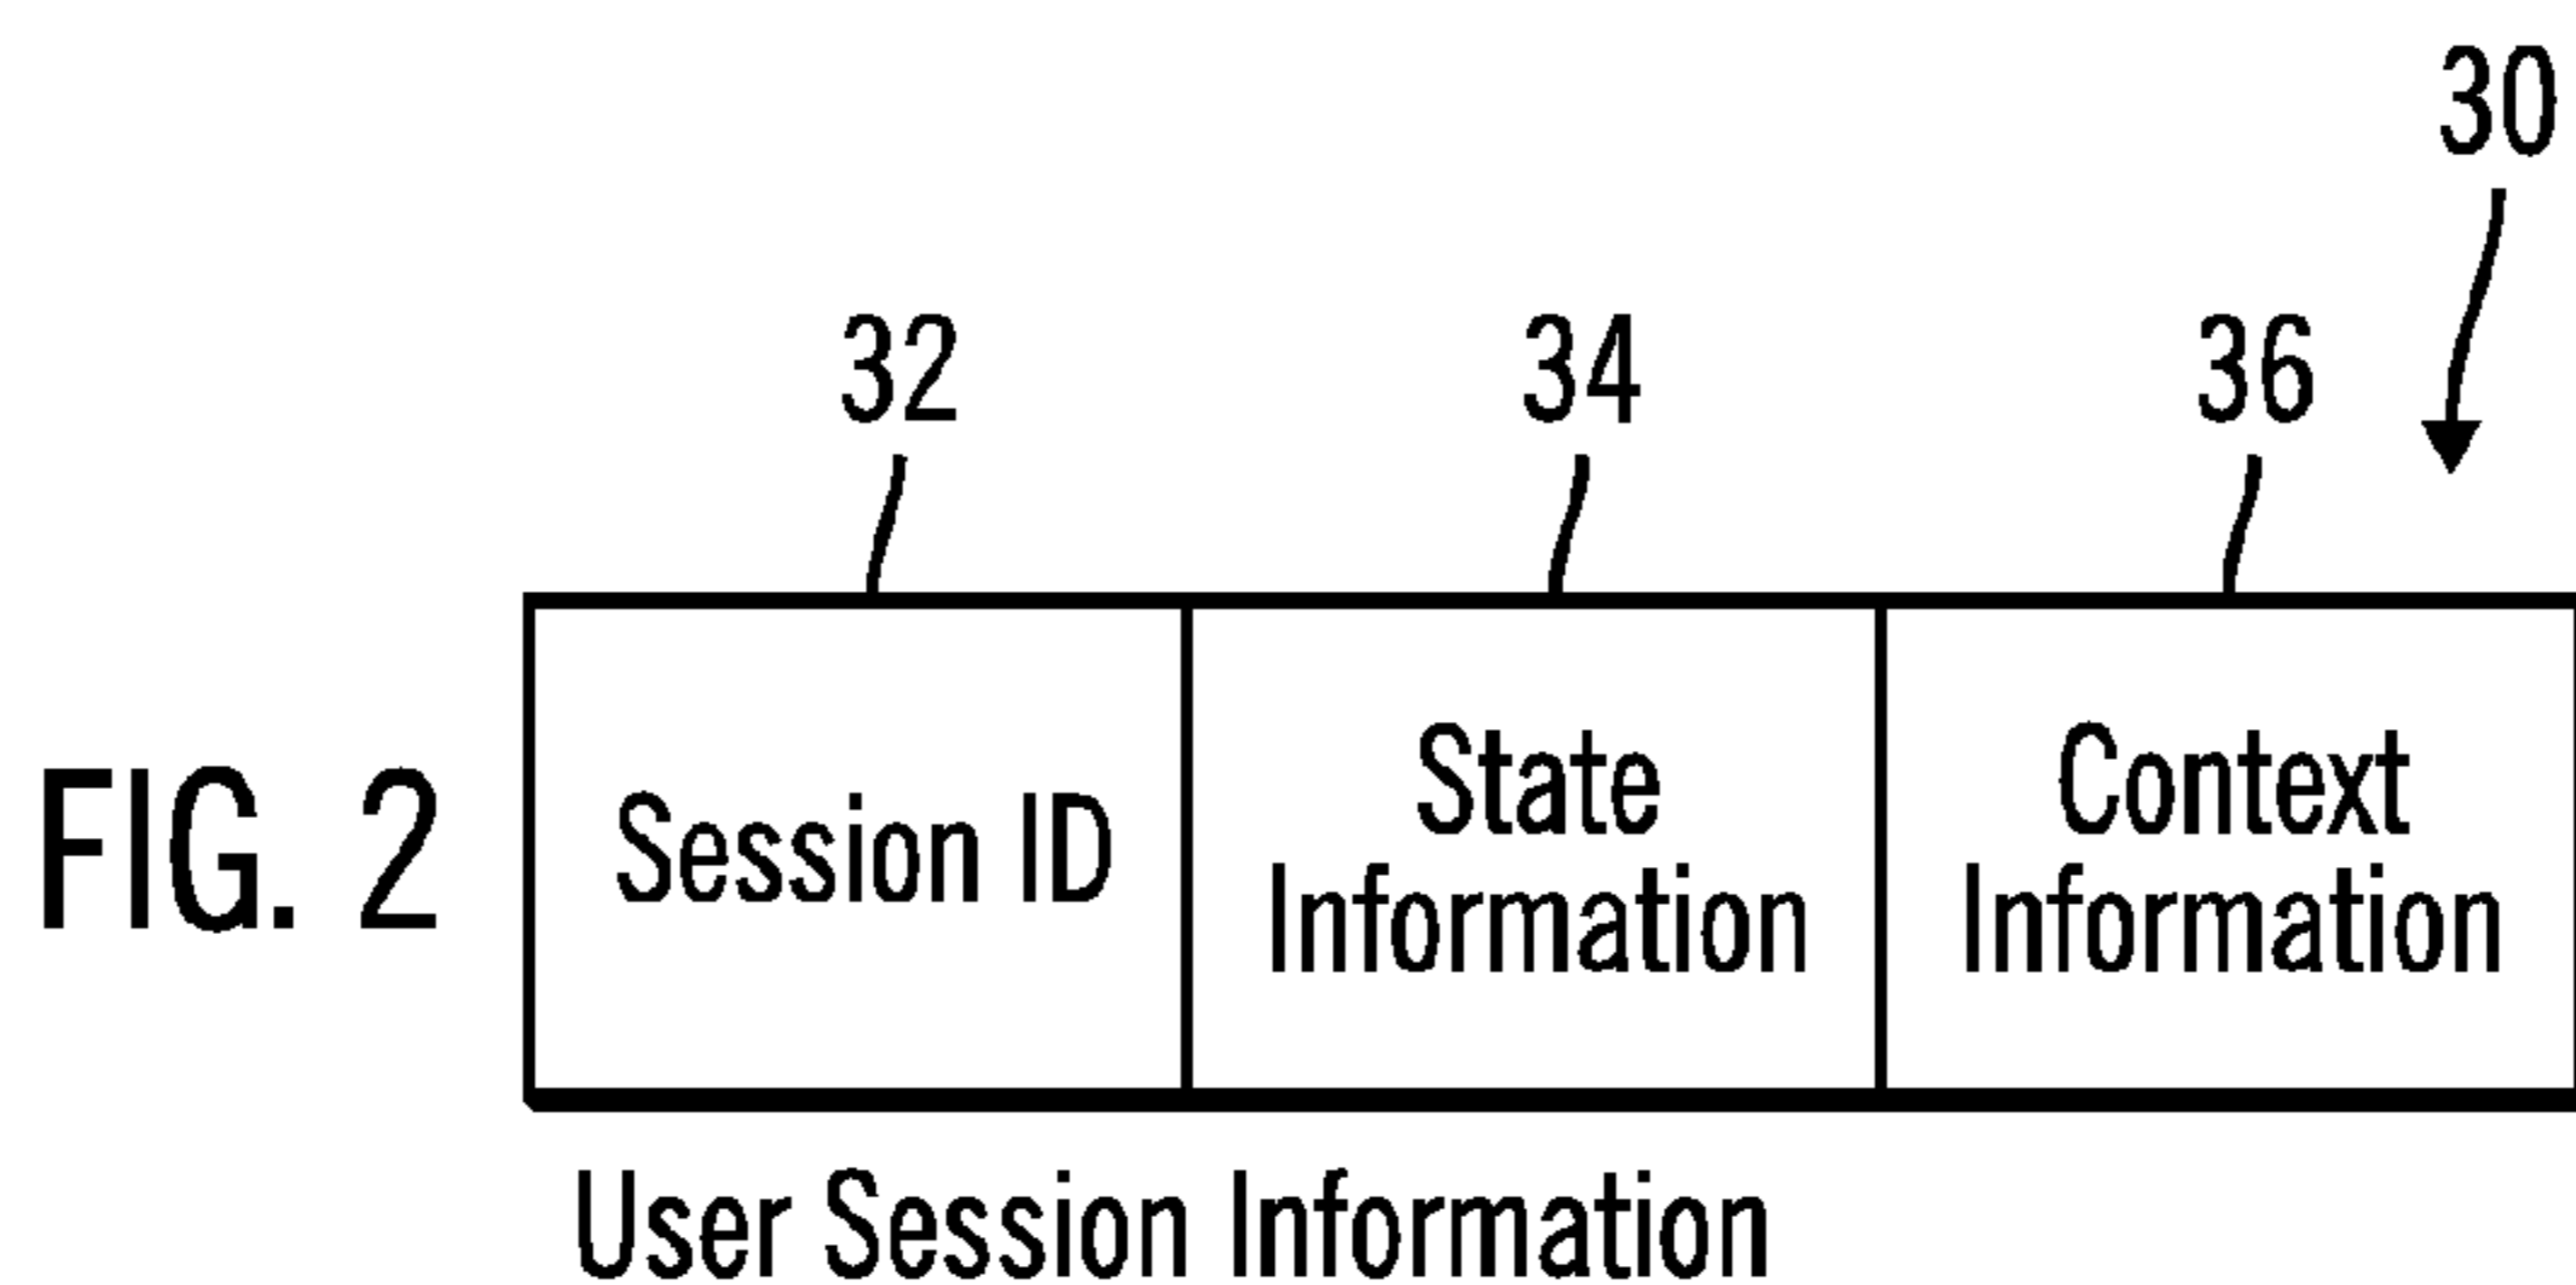 30
32
34
36
FIG. 2
Session ID
State
Information
Context
Information
User Session Information